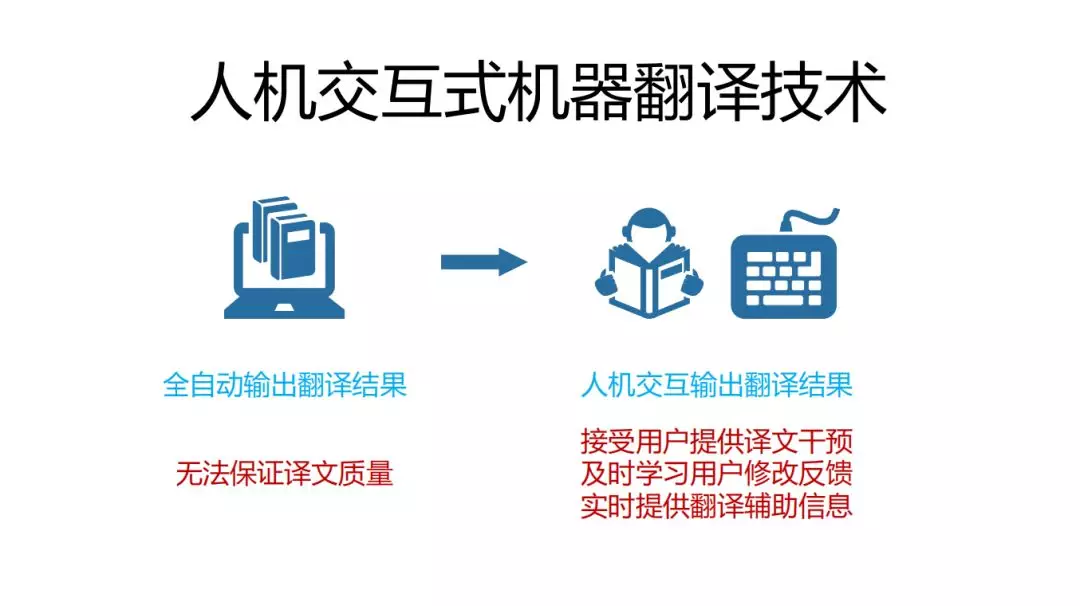 人机交互式机器翻译技术
全自动输出翻译结果
无法保证译文质量
人机交互输出翻译结果
接受用户提供译文干预
及时学习用户修改反馈
实时提供翻译辅助信息